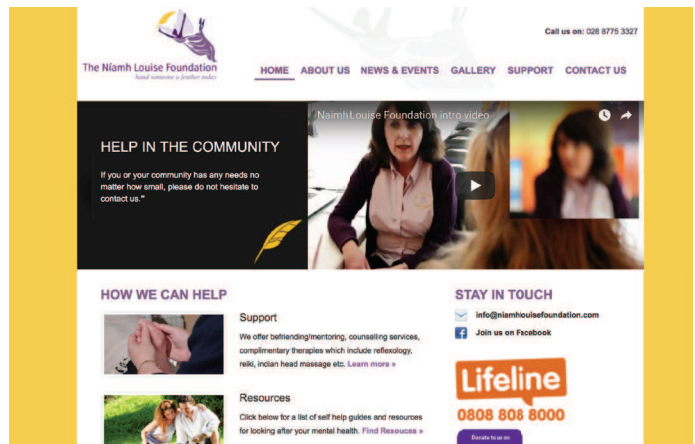 Call us on: 028 8775 3327
The Niamh Louise Foundation
hand someone a feather today
HOME ABOUT US NEWS & EVENTS GALLERY SUPPORT CONTACT US
NaimhLouise Foundation intro video
HELP IN THE COMMUNITY
If you or your community has any needs no
matter how small, please do not hesitate to
contact us."
HOW WE CAN HELP
Support
We offer befriending/mentoring, counselling services,
complimentary therapies which include reflexology,
reiki, indian head massage etc. Learn more »
Resources
Click below for a list of self help guides and resources
for looking after your mental health. Find Resouces »
STAY IN TOUCH
info@niamhlouisefoundation.com
Join us on Facebook
Lifeline
0808 808 8000
Donate to us on